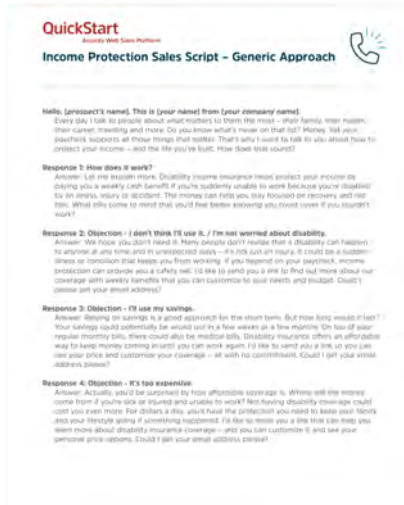 QuickStart
Assurity Web Sales Platform
Income Protection Sales Script – Generic Approach
Hello, [prospect's name]. This is [your name] from [your company name].
Every day I talk to people about what matters to them the most – their family, their home,
their career, traveling and more. Do you know what's never on that list? Money. Yet your
paycheck supports all those things that matter. That's why I want to talk to you about how to
protect your income – and the life you've built. How does that sound?
Response 1: How does it work?
Answer: Let me explain more. Disability income insurance helps protect your income by
paying you a weekly cash benefit if you're suddenly unable to work because you're disabled
by an illness, injury or accident. The money can help you stay focused on recovery and not
bills. What bills come to mind that you'd feel better knowing you could cover if you couldn't
work?
Response 2: Objection - I don't think I'll use it. / I'm not worried about disability.
Answer: We hope you don't need it. Many people don't realize that a disability can happen
to anyone at any time and in unexpected ways – it's not just an injury. It could be a sudden
illness or condition that keeps you from working. If you depend on your paycheck, income
protection can provide you a safety net. I'd like to send you a link to find out more about our
coverage with weekly benefits that you can customize to your needs and budget. Could I
please get your email address?
Response 3: Objection - I'll use my savings.
Answer: Relying on savings is a good approach for the short term. But how long would it last?
Your savings could potentially be wiped out in a few weeks or a few months. On top of your
regular monthly bills, there could also be medical bills. Disability insurance offers an affordable
way to keep money coming in until you can work again. I'd like to send you a link so you can
see your price and customize your coverage – all with no commitment. Could I get your email
address please?
Response 4: Objection - It's too expensive.
Answer: Actually, you'd be surprised by how affordable coverage is. Where will the money
come from if you're sick or injured and unable to work? Not having disability coverage could
cost you even more. For dollars a day, you'll have the protection you need to keep your family
and your lifestyle going if something happened. I'd like to email you a link that can help you
learn more about disability insurance coverage – and you can customize it and see your
personal price options. Could I get your email address please?